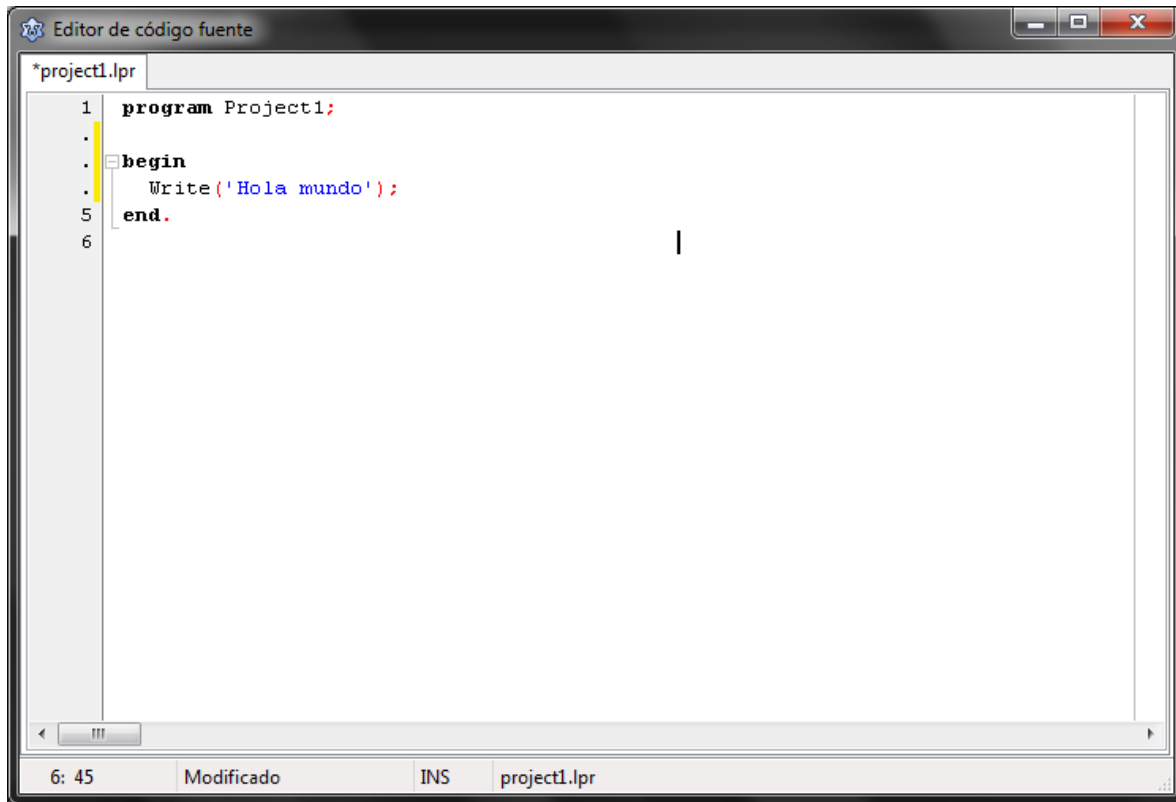 Editor de código fuente
*project1.lpr
1 program Project1;
.
. begin
. Write('Hola mundo');
5 end.
6
6: 45 Modificado INS project1.lpr